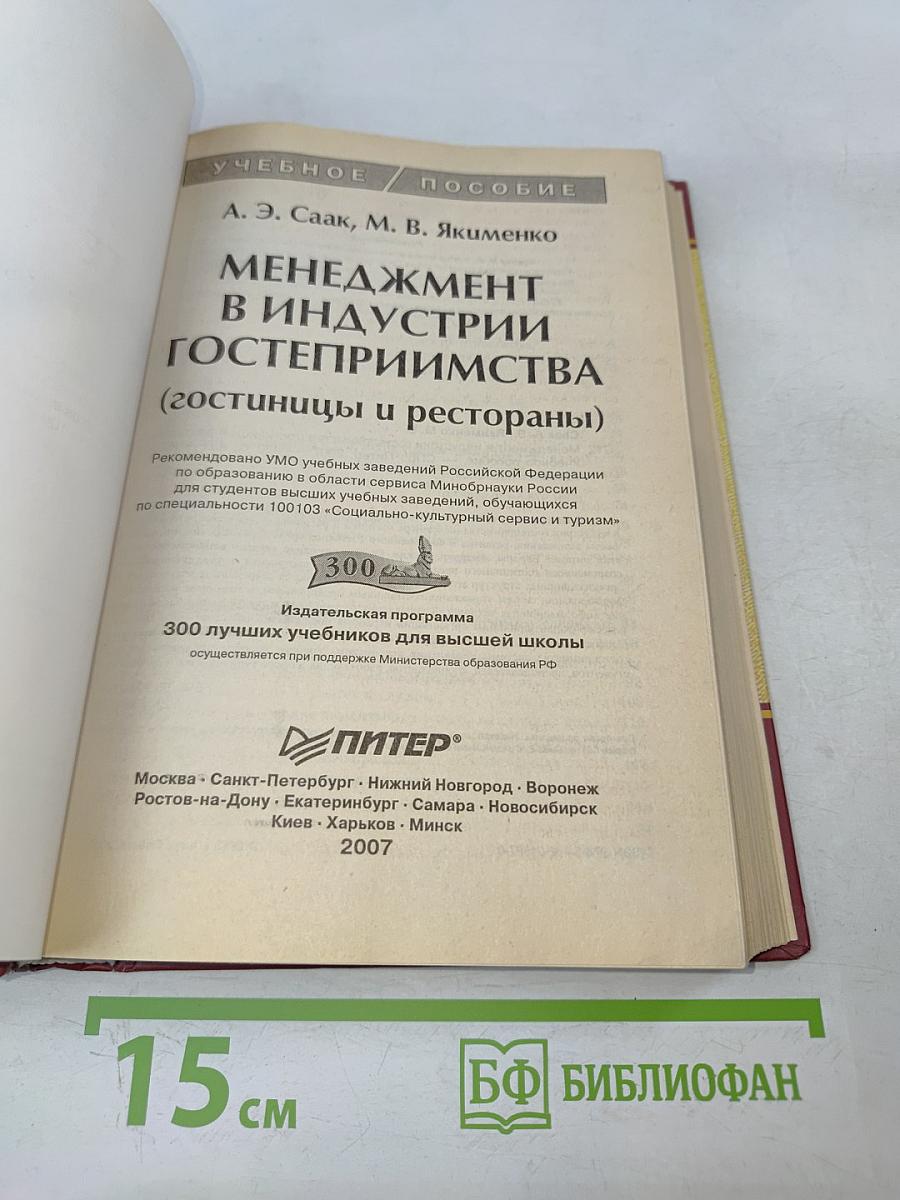 УЧЕБНОЕ / ПОСОБИЕ
А. Э. Саак, М. В. Якименко
МЕНЕДЖМЕНТ
В ИНДУСТРИИ
ГОСТЕПРИИМСТВА
(гостиницы и рестораны)
Рекомендовано УМО учебных заведений Российской Федерации
по образованию в области сервиса Минобрнауки России
для студентов высших учебных заведений, обучающихся
по специальности 100103 «Социально-культурный сервис и туризм»
300
Издательская программа
300 лучших учебников для высшей школы
осуществляется при поддержке Министерства образования РФ
ПИТЕР®
Москва · Санкт-Петербург · Нижний Новгород · Воронеж
Ростов-на-Дону · Екатеринбург · Самара · Новосибирск
Киев · Харьков · Минск
2007
15 см
БФ БИБЛИОФАН